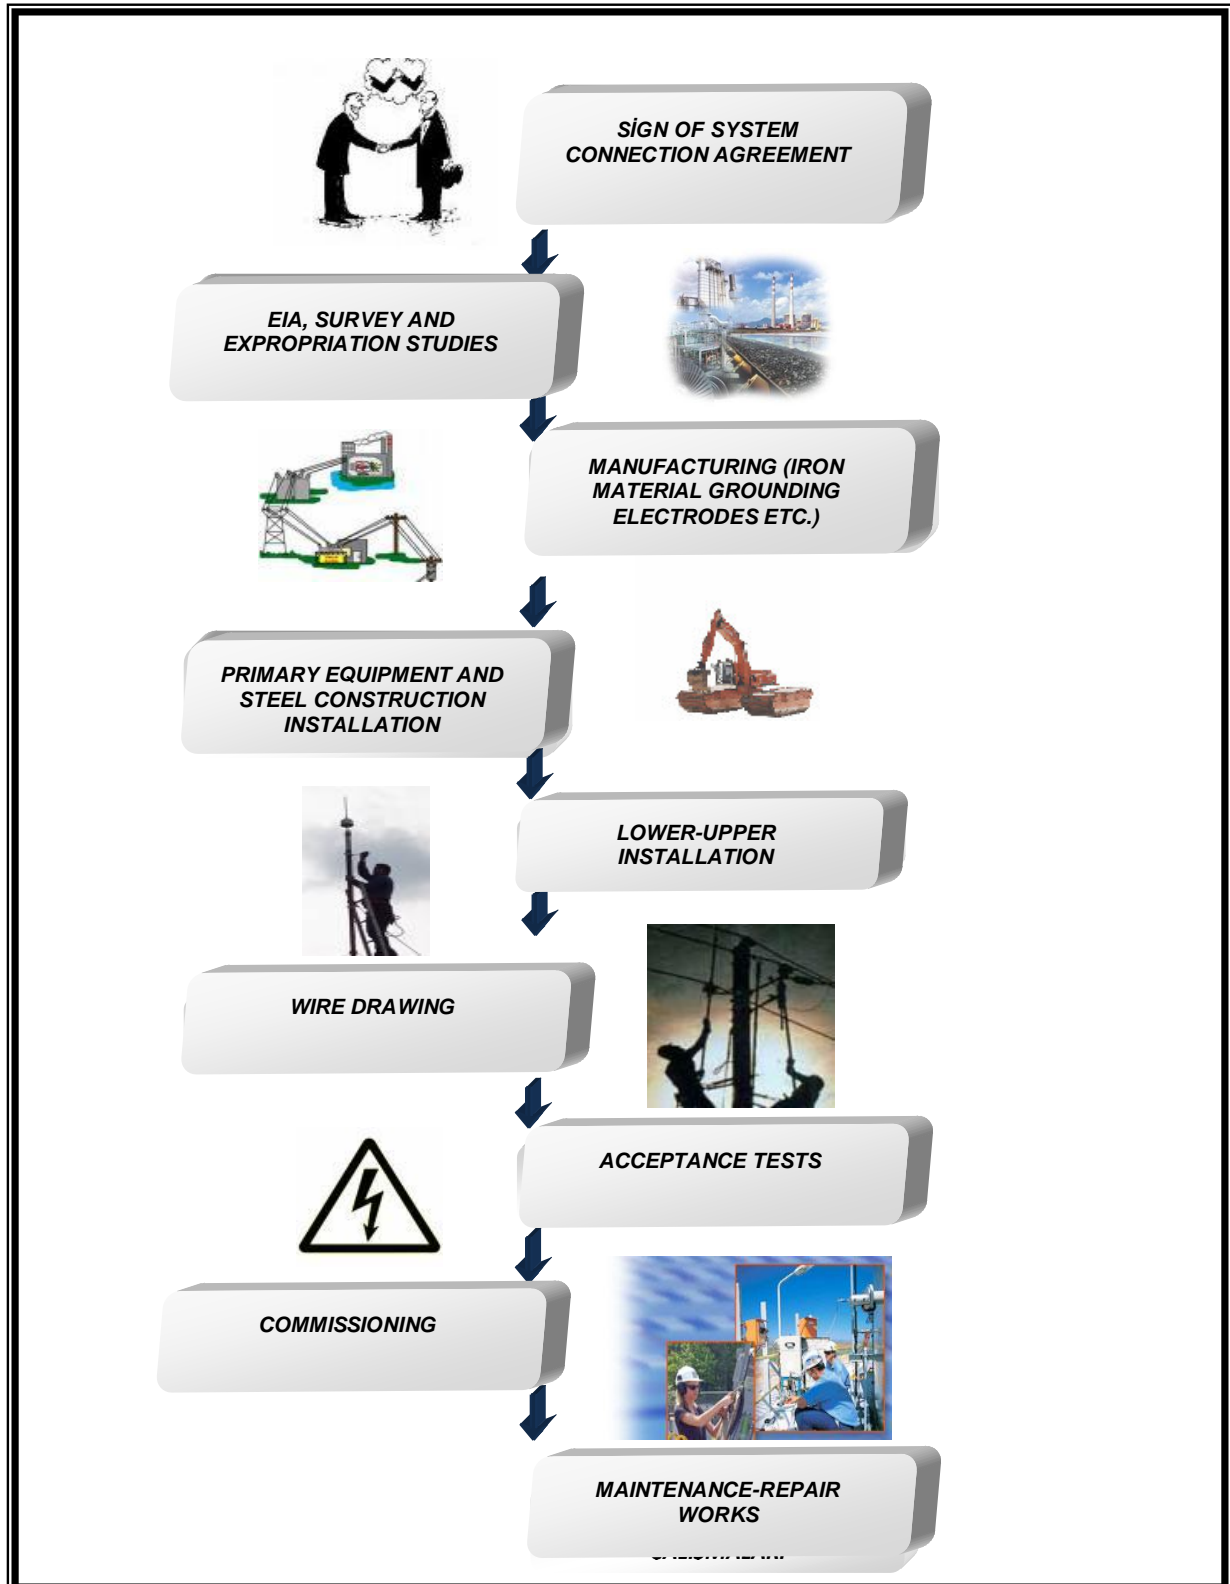 SİGN OF SYSTEM
CONNECTION AGREEMENT
EIA, SURVEY AND
EXPROPRIATION STUDIES
MANUFACTURING (IRON
MATERIAL GROUNDING
ELECTRODES ETC.)
PRIMARY EQUIPMENT AND
STEEL CONSTRUCTION
INSTALLATION
LOWER-UPPER
INSTALLATION
WIRE DRAWING
ACCEPTANCE TESTS
COMMISSIONING
MAINTENANCE-REPAIR
WORKS